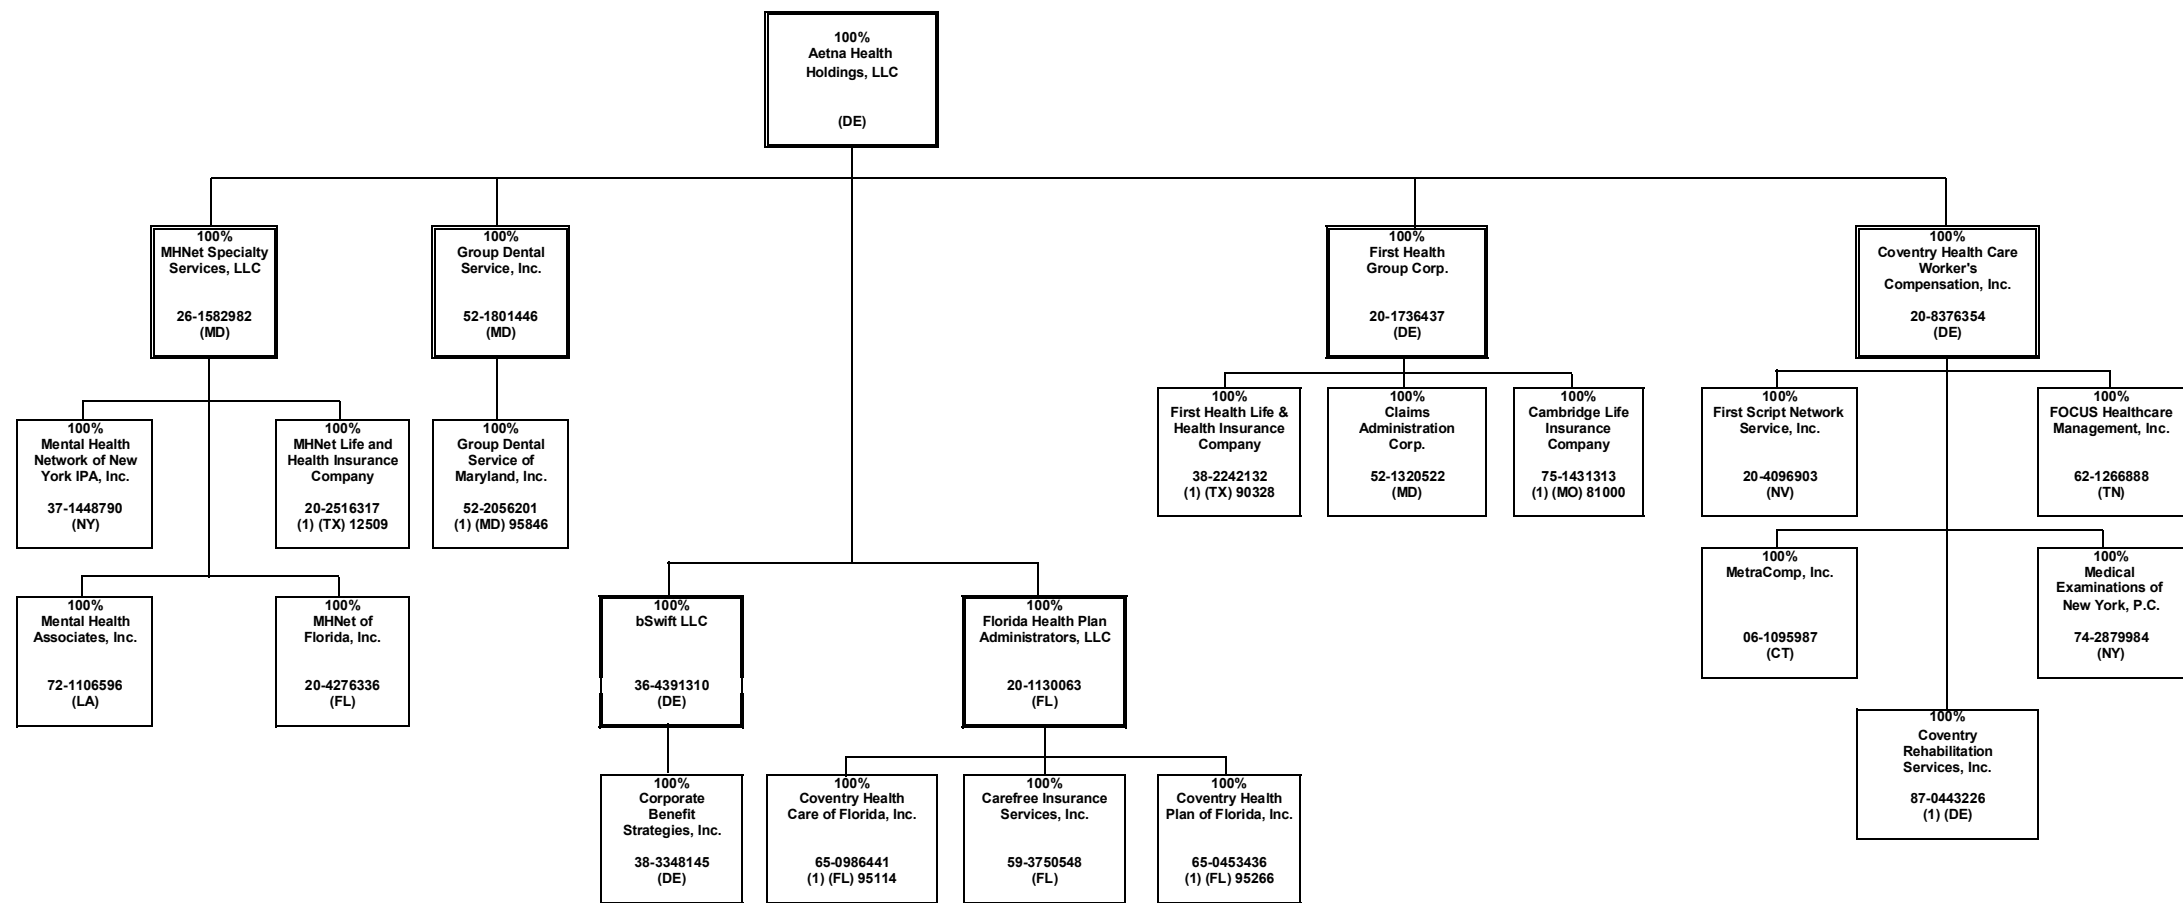 100%
Aetna Health
Holdings, LLC
(DE)
100%
MHNet Specialty
Services, LLC
26-1582982
(MD)
100%
Group Dental
Service, Inc.
52-1801446
(MD)
100%
First Health
Group Corp.
20-1736437
(DE)
100%
Coventry Health Care
Worker's
Compensation, Inc.
20-8376354
(DE)
100%
Mental Health
Network of New
York IPA, Inc.
37-1448790
(NY)
100%
MHNet Life and
Health Insurance
Company
20-2516317
(1) (TX) 12509
100%
Group Dental
Service of
Maryland, Inc.
52-2056201
(1) (MD) 95846
100%
First Health Life &
Health Insurance
Company
38-2242132
(1) (TX) 90328
100%
Claims
Administration
Corp.
52-1320522
(MD)
100%
Cambridge Life
Insurance
Company
75-1431313
(1) (MO) 81000
100%
First Script Network
Service, Inc.
20-4096903
(NV)
100%
FOCUS Healthcare
Management, Inc.
62-1266888
(TN)
100%
Mental Health
Associates, Inc.
72-1106596
(LA)
100%
MHNet of
Florida, Inc.
20-4276336
(FL)
100%
bSwift LLC
36-4391310
(DE)
100%
Florida Health Plan
Administrators, LLC
20-1130063
(FL)
100%
MetraComp, Inc.
06-1095987
(CT)
100%
Medical
Examinations of
New York, P.C.
74-2879984
(NY)
100%
Coventry
Rehabilitation
Services, Inc.
87-0443226
(1) (DE)
100%
Corporate
Benefit
Strategies, Inc.
38-3348145
(DE)
100%
Coventry Health
Care of Florida, Inc.
65-0986441
(1) (FL) 95114
100%
Carefree Insurance
Services, Inc.
59-3750548
(FL)
100%
Coventry Health
Plan of Florida, Inc.
65-0453436
(1) (FL) 95266